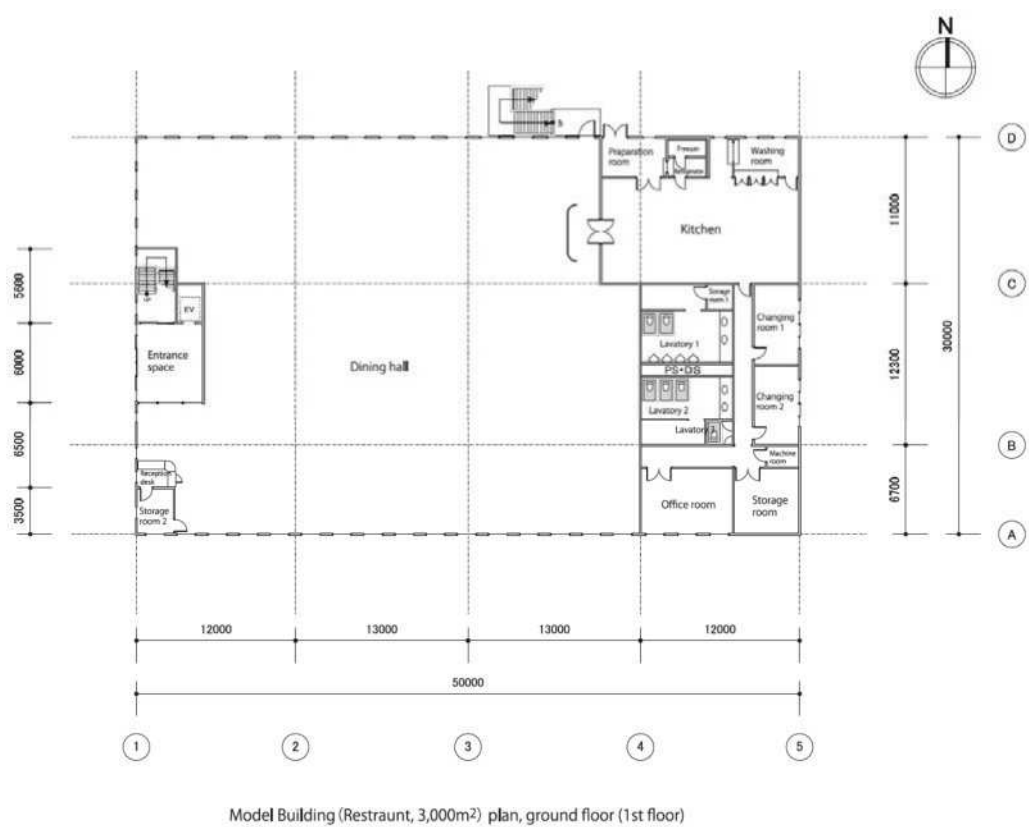 N
D
Praparation
room
Freezer
Refrigerator
Washing
room
11000
Kitchen
5600
UP
EV
C
Storage
room 1
Changing
room 1
Lavatory 1
6000
Entrance
space
Dining hall
PS・DS
12300
30000
Lavatory 2
Changing
room 2
6500
B
Machine
room
Reception
desk
3500
Storage
room 2
Office room
Storage
room
6700
A
12000
13000
13000
12000
50000
1
2
3
4
5
Model Building (Restraunt, 3,000m²) plan, ground floor (1st floor)